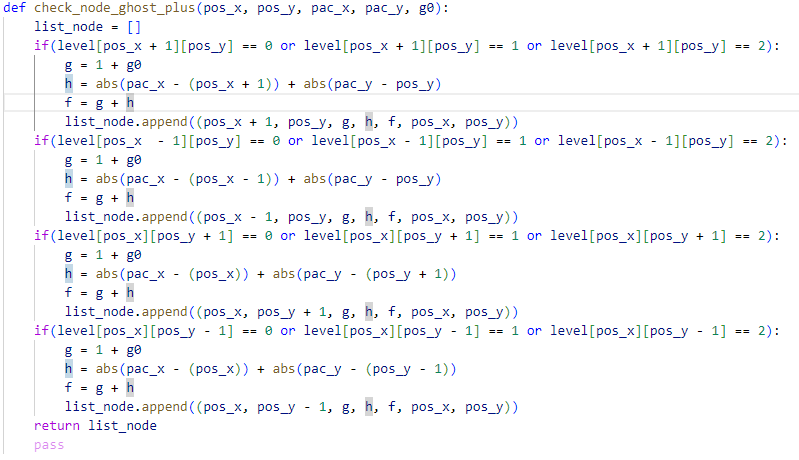 def check_node_ghost_plus(pos_x, pos_y, pac_x, pac_y, g0):
    list_node = []
    if(level[pos_x + 1][pos_y] == 0 or level[pos_x + 1][pos_y] == 1 or level[pos_x + 1][pos_y] == 2):
        g = 1 + g0
        h = abs(pac_x - (pos_x + 1)) + abs(pac_y - pos_y)
        f = g + h
        list_node.append((pos_x + 1, pos_y, g, h, f, pos_x, pos_y))
    if(level[pos_x  - 1][pos_y] == 0 or level[pos_x - 1][pos_y] == 1 or level[pos_x - 1][pos_y] == 2):
        g = 1 + g0
        h = abs(pac_x - (pos_x - 1)) + abs(pac_y - pos_y)
        f = g + h
        list_node.append((pos_x - 1, pos_y, g, h, f, pos_x, pos_y))
    if(level[pos_x][pos_y + 1] == 0 or level[pos_x][pos_y + 1] == 1 or level[pos_x][pos_y + 1] == 2):
        g = 1 + g0
        h = abs(pac_x - (pos_x)) + abs(pac_y - (pos_y + 1))
        f = g + h
        list_node.append((pos_x, pos_y + 1, g, h, f, pos_x, pos_y))
    if(level[pos_x][pos_y - 1] == 0 or level[pos_x][pos_y - 1] == 1 or level[pos_x][pos_y - 1] == 2):
        g = 1 + g0
        h = abs(pac_x - (pos_x)) + abs(pac_y - (pos_y - 1))
        f = g + h
        list_node.append((pos_x, pos_y - 1, g, h, f, pos_x, pos_y))
    return list_node
    pass